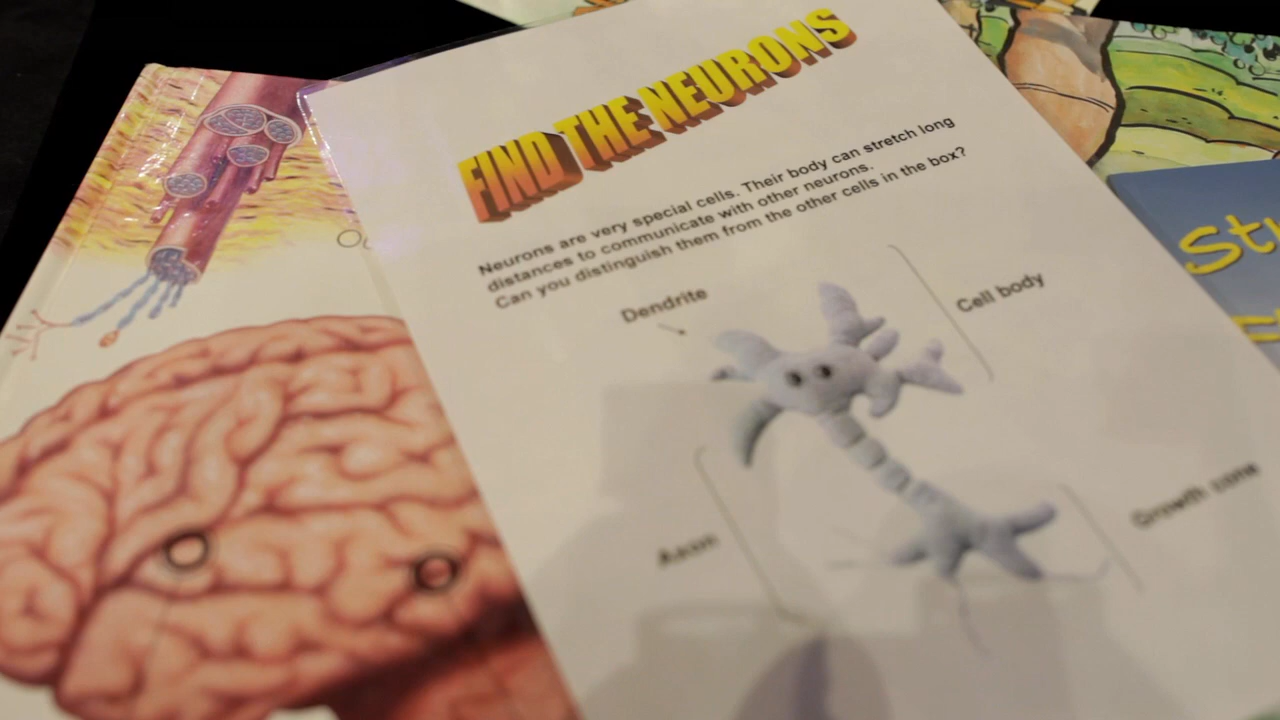 FIND THE NEURONS
Neurons are very special cells. Their body can stretch long
distances to communicate with other neurons.
Can you distinguish them from the other cells in the box?
Dendrite
Cell body
Axon
Growth cone